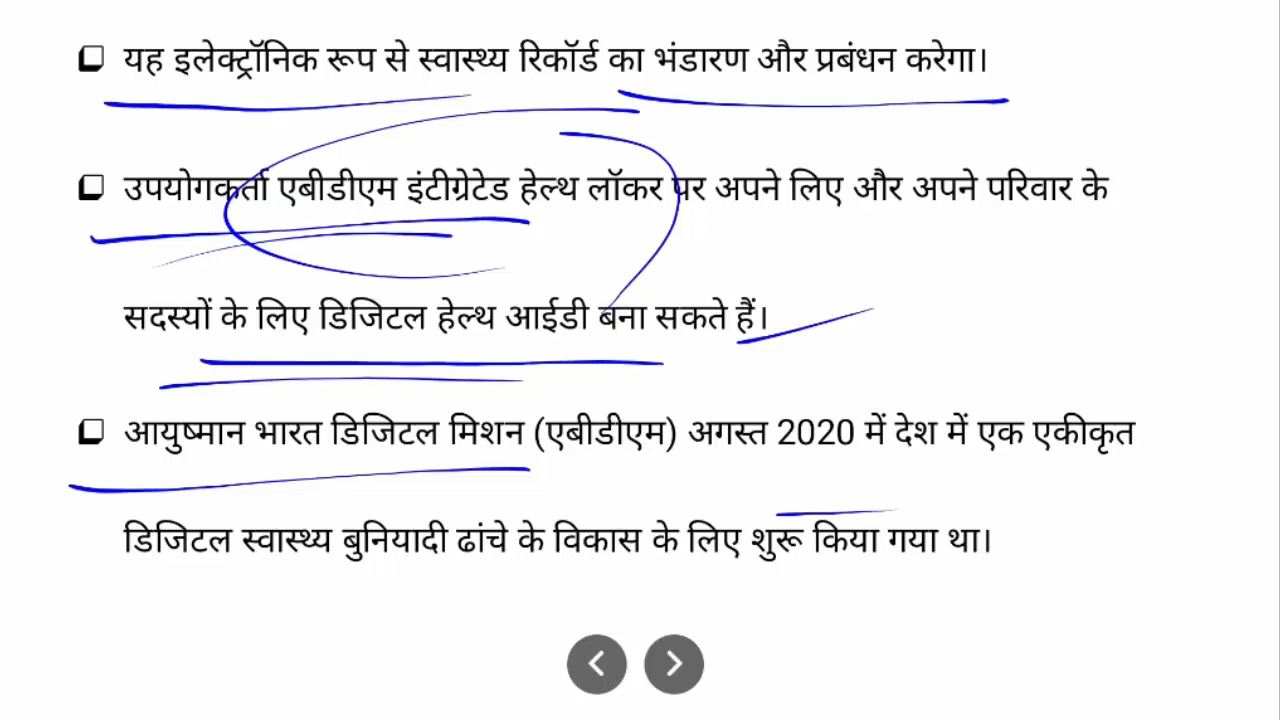 ❑ यह इलेक्ट्रॉनिक रूप से स्वास्थ्य रिकॉर्ड का भंडारण और प्रबंधन करेगा।
❑ उपयोगकर्ता एबीडीएम इंटीग्रेटेड हेल्थ लॉकर पर अपने लिए और अपने परिवार के
सदस्यों के लिए डिजिटल हेल्थ आईडी बना सकते हैं।
❑ आयुष्मान भारत डिजिटल मिशन (एबीडीएम) अगस्त 2020 में देश में एक एकीकृत
डिजिटल स्वास्थ्य बुनियादी ढांचे के विकास के लिए शुरू किया गया था।